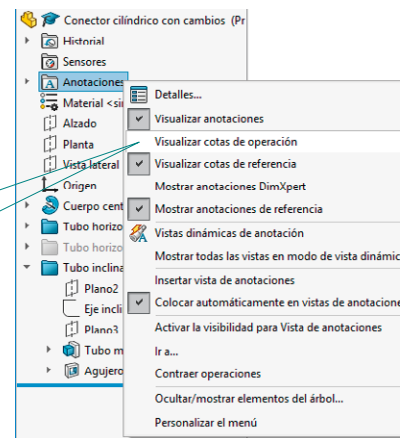 Conector cilíndrico con cambios (Pr
Historial
Sensores
Anotaciones
Material <sin
Alzado
Planta
Vista lateral
Origen
Cuerpo cent
Tubo horizo
Tubo horizo
Tubo inclina
Plano2
Eje incli
Plano3
Tubo m
Agujero
Detalles...
Visualizar anotaciones
Visualizar cotas de operación
Visualizar cotas de referencia
Mostrar anotaciones DimXpert
Mostrar anotaciones de referencia
Vistas dinámicas de anotación
Mostrar todas las vistas en modo de vista dinámic
Insertar vista de anotaciones
Colocar automáticamente en vistas de anotacione
Activar la visibilidad para Vista de anotaciones
Ir a...
Contraer operaciones
Ocultar/mostrar elementos del árbol...
Personalizar el menú